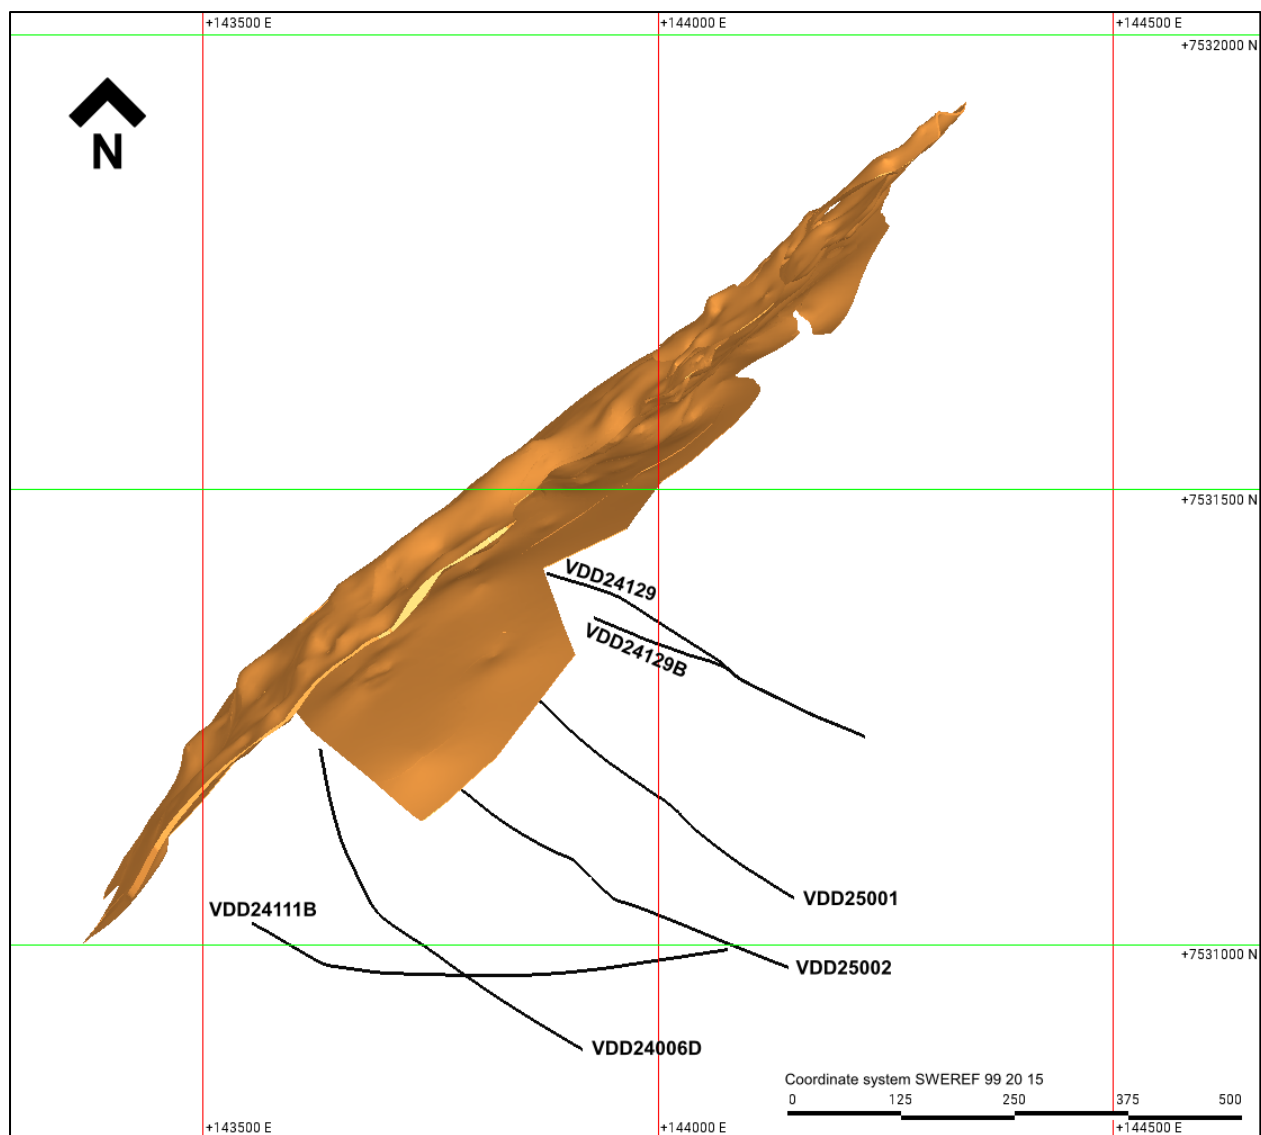 +143500 E
+144000 E
+144500 E
+7532000 N
N
+7531500 N
VDD24129
VDD24129B
VDD25001
VDD24111B
+7531000 N
VDD25002
VDD24006D
Coordinate system SWEREF 99 20 15
0 125 250 375 500
+143500 E
+144000 E
+144500 E